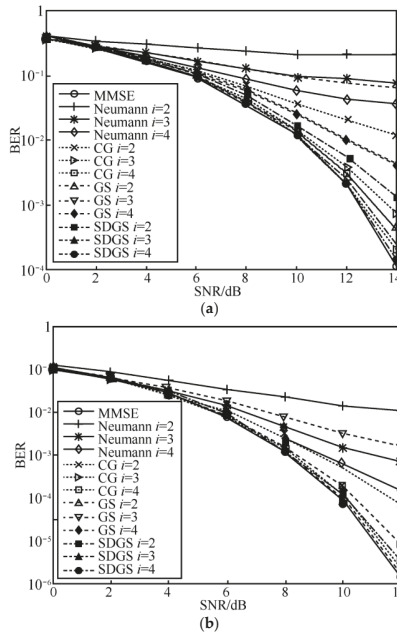 (a)
1
10⁻¹
10⁻²
10⁻³
10⁻⁴
BER
MMSE
Neumann i=2
Neumann i=3
Neumann i=4
CG i=2
CG i=3
CG i=4
GS i=2
GS i=3
GS i=4
SDGS i=2
SDGS i=3
SDGS i=4
0 2 4 6 8 10 12 14
SNR/dB
(a)
1
10⁻¹
10⁻²
10⁻³
10⁻⁴
10⁻⁵
10⁻⁶
BER
MMSE
Neumann i=2
Neumann i=3
Neumann i=4
CG i=2
CG i=3
CG i=4
GS i=2
GS i=3
GS i=4
SDGS i=2
SDGS i=3
SDGS i=4
0 2 4 6 8 10 12
SNR/dB
(b)